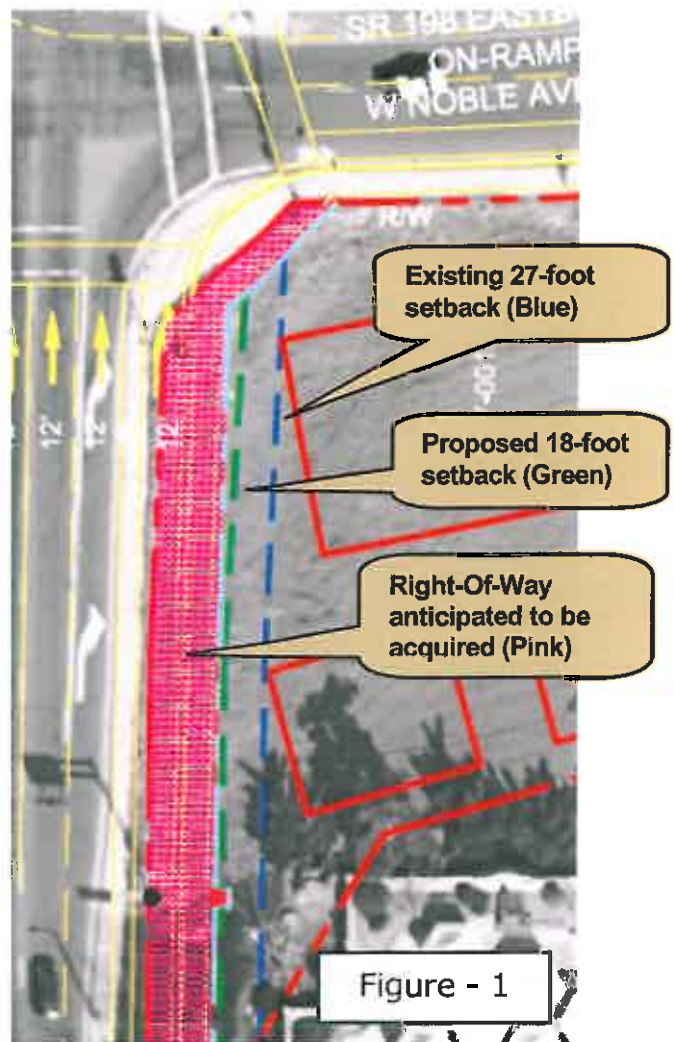 SR 198 EASTB
ON-RAMP
W NOBLE AV
R/W
Existing 27-foot
setback (Blue)
Proposed 18-foot
setback (Green)
12'
12'
12'
Right-Of-Way
anticipated to be
acquired (Pink)
Figure - 1